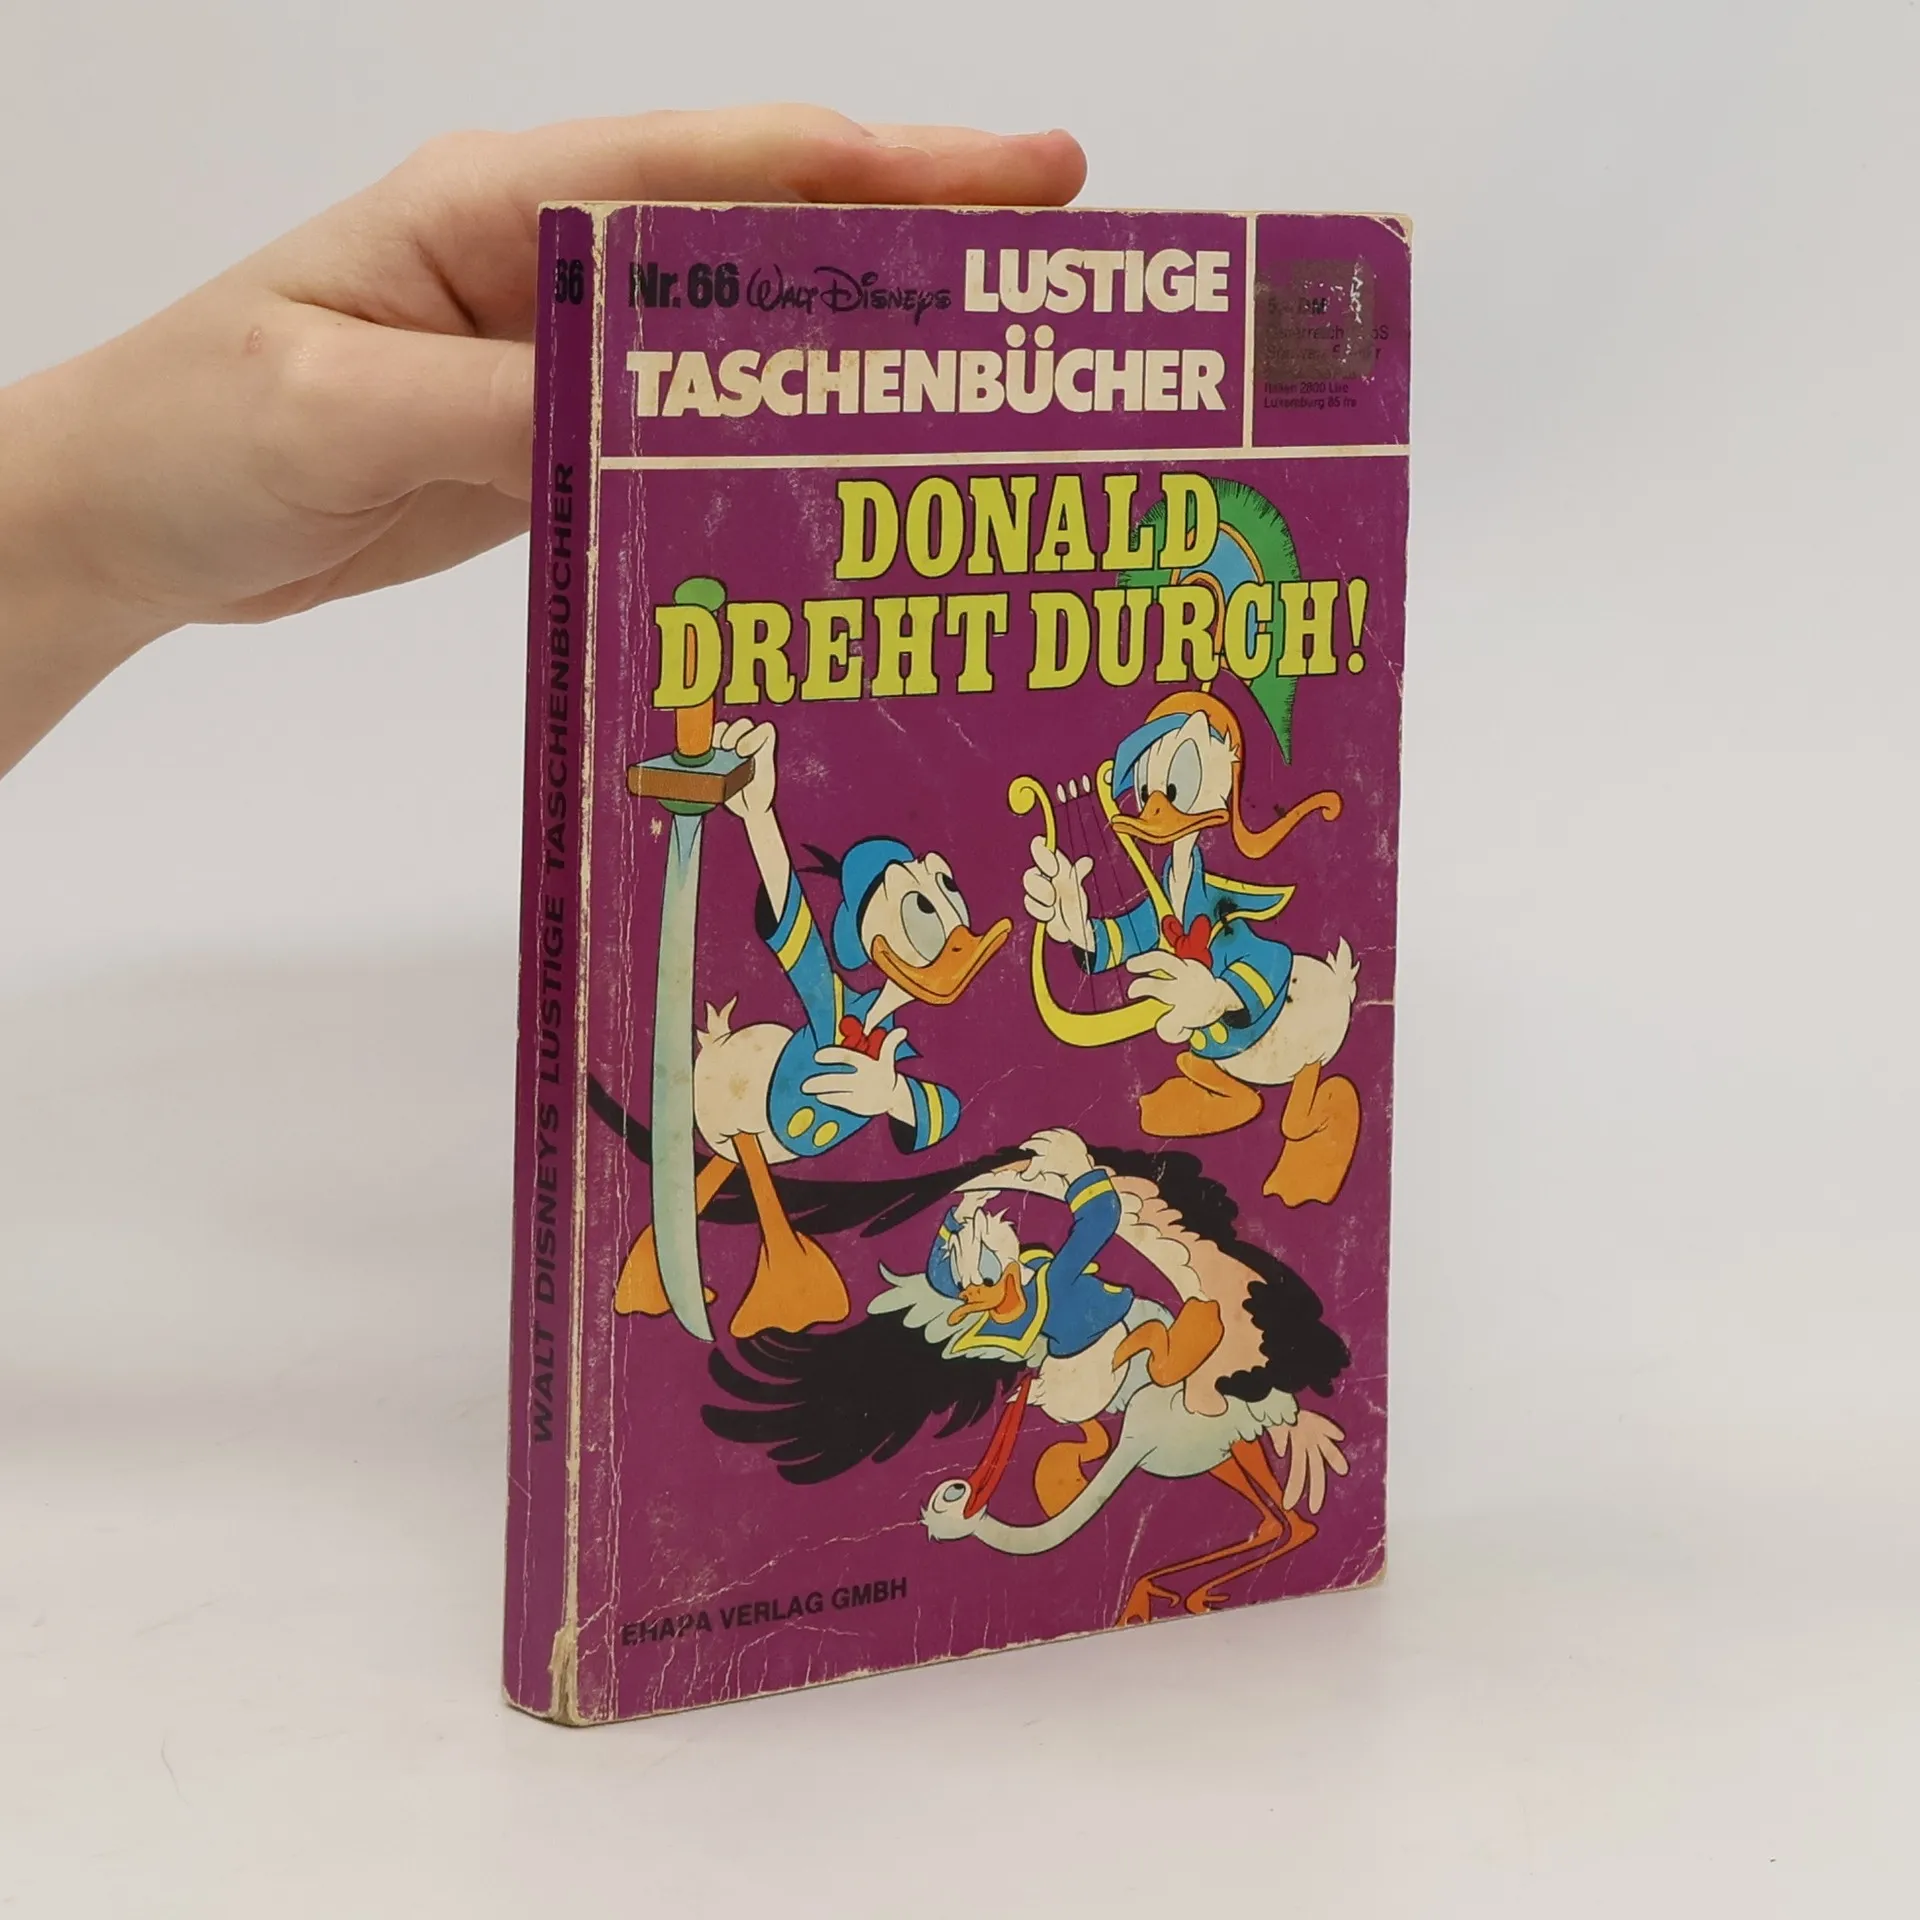 66
WALT DISNEYS LUSTIGE TASCHENBÜCHER
Nr. 66 WALT DISNEYS LUSTIGE
TASCHENBÜCHER
DM
Italien 2800 Lire
Luxemburg 85 frs
DONALD
DREHT DURCH!
EHAPA VERLAG GMBH